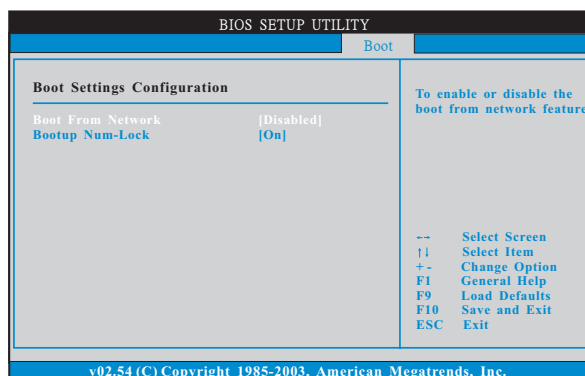 BIOS SETUP UTILITY
Boot
Boot Settings Configuration
Boot From Network [Disabled]
Bootup Num-Lock [On]
To enable or disable the
boot from network feature
←→ Select Screen
↑↓ Select Item
+ - Change Option
F1 General Help
F9 Load Defaults
F10 Save and Exit
ESC Exit
v02.54 (C) Copyright 1985-2003, American Megatrends, Inc.